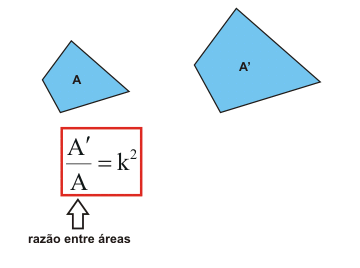 A
A'
A′/A = k²
razão entre áreas